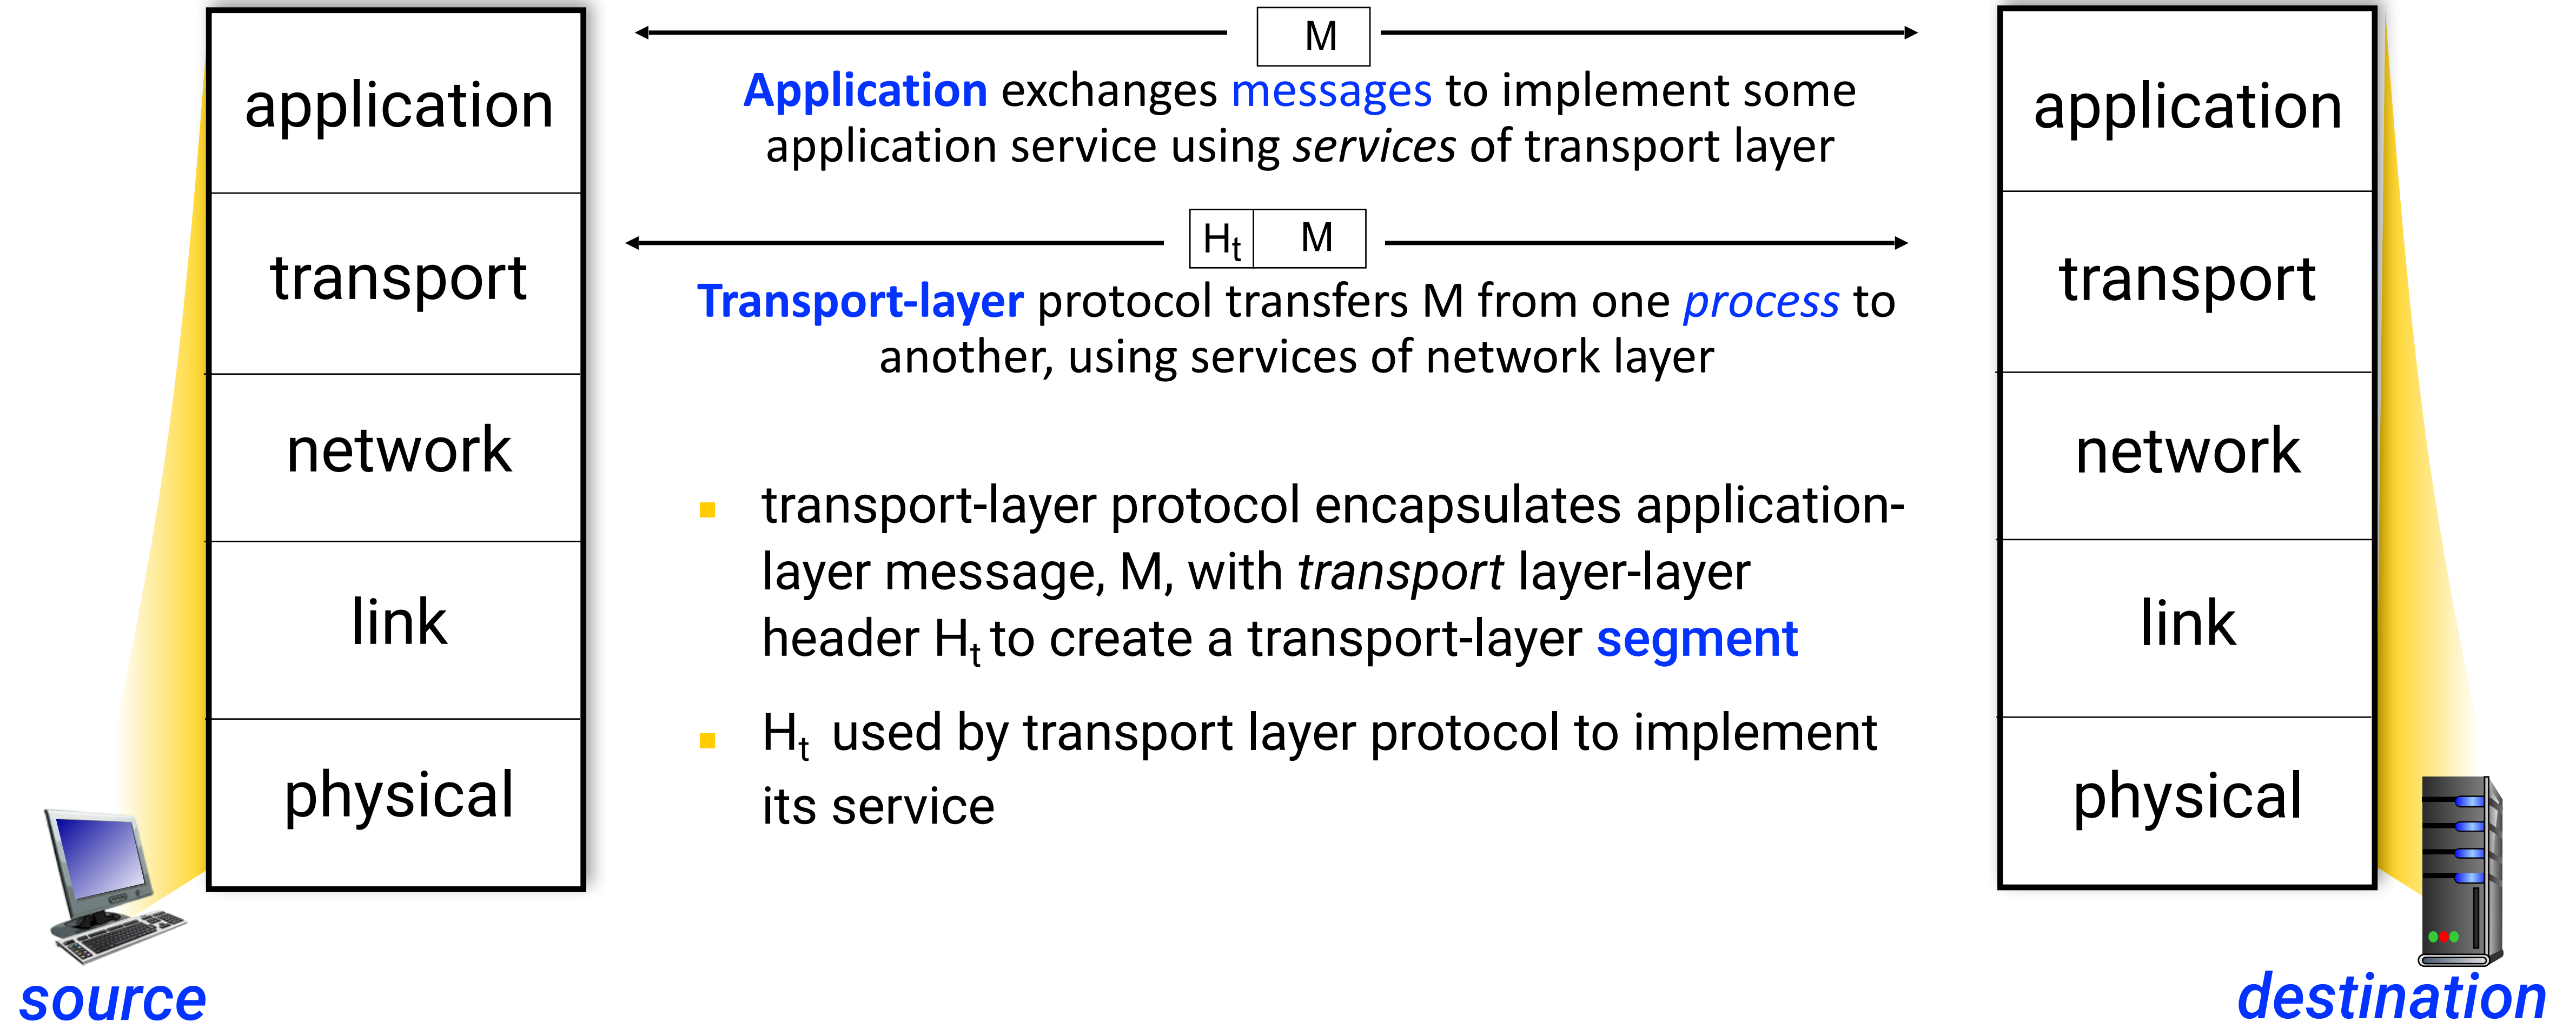 application
transport
network
link
physical
source
M
Application exchanges messages to implement some
application service using services of transport layer
Ht M
Transport-layer protocol transfers M from one process to
another, using services of network layer
transport-layer protocol encapsulates application-
layer message, M, with transport layer-layer
header Ht to create a transport-layer segment
Ht used by transport layer protocol to implement
its service
application
transport
network
link
physical
destination